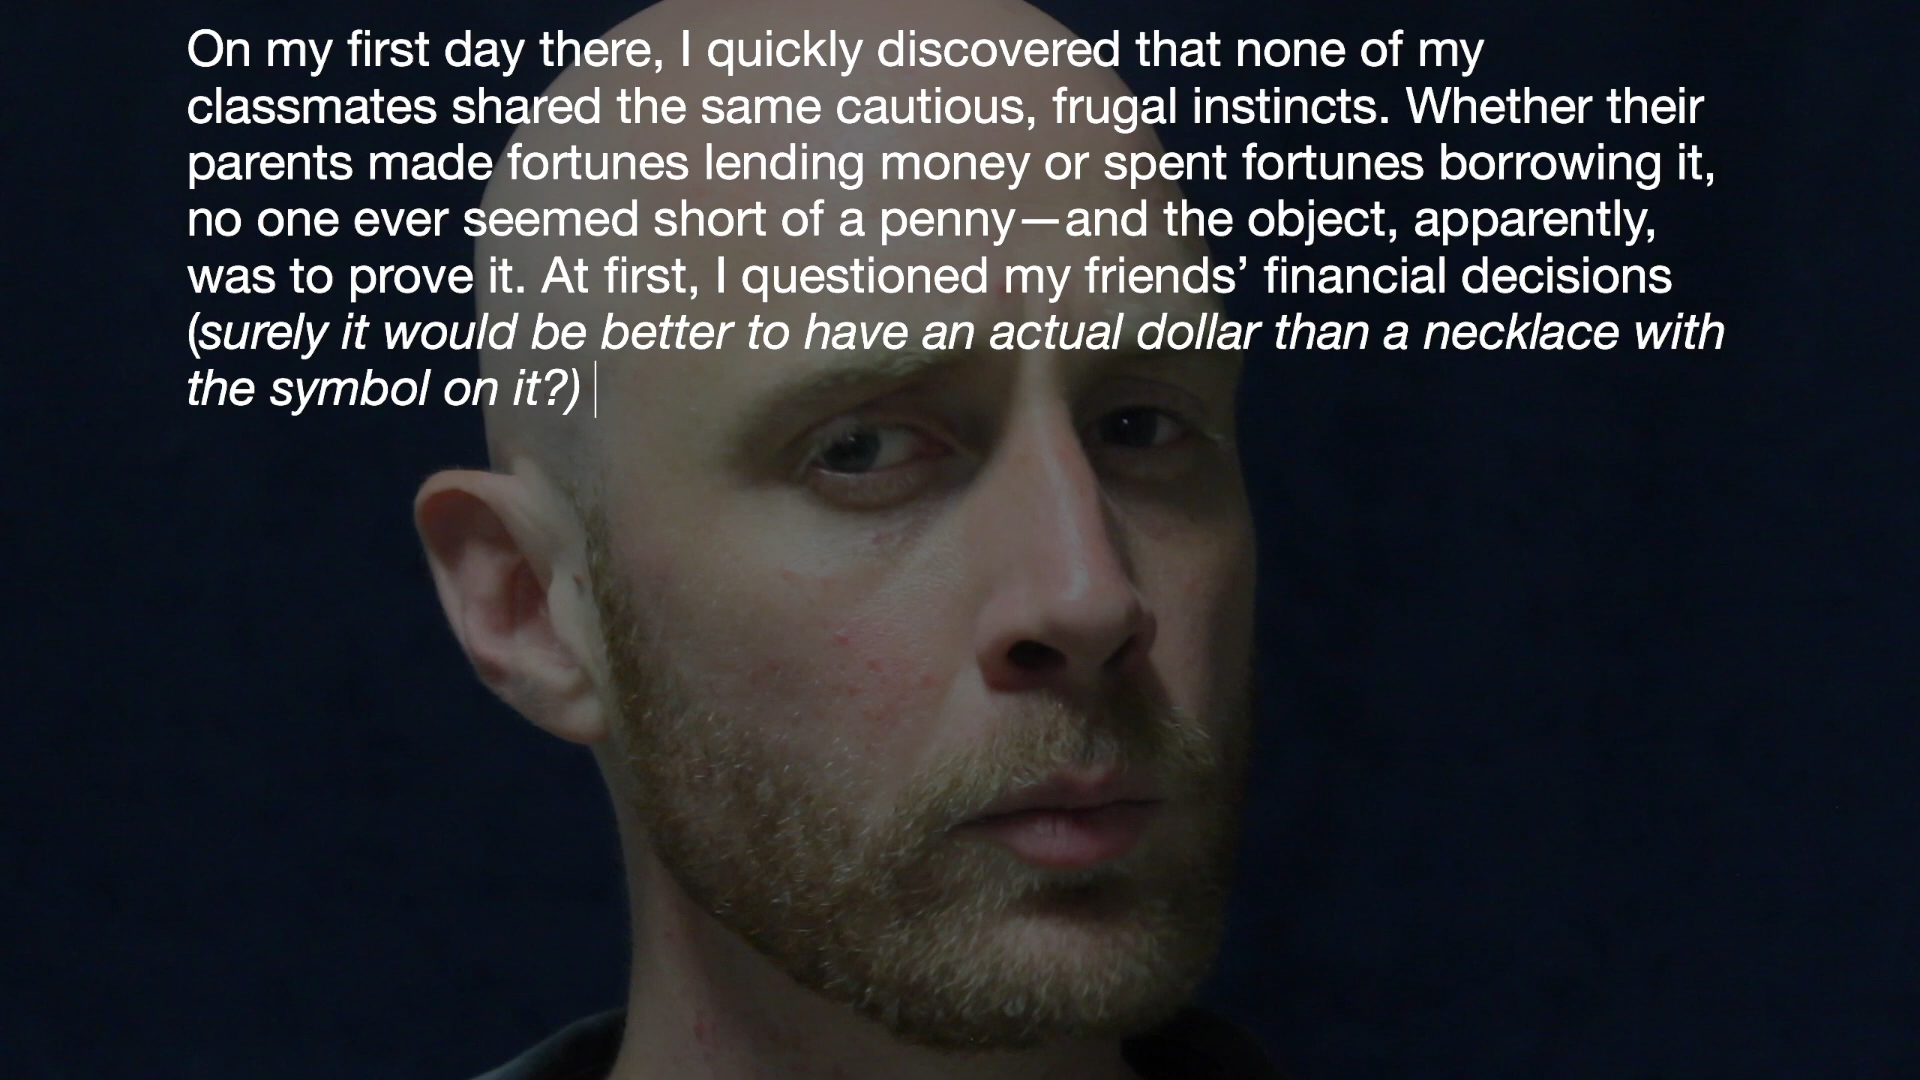 On my first day there, I quickly discovered that none of my
classmates shared the same cautious, frugal instincts. Whether their
parents made fortunes lending money or spent fortunes borrowing it,
no one ever seemed short of a penny—and the object, apparently,
was to prove it. At first, I questioned my friends’ financial decisions
(surely it would be better to have an actual dollar than a necklace with
the symbol on it?)